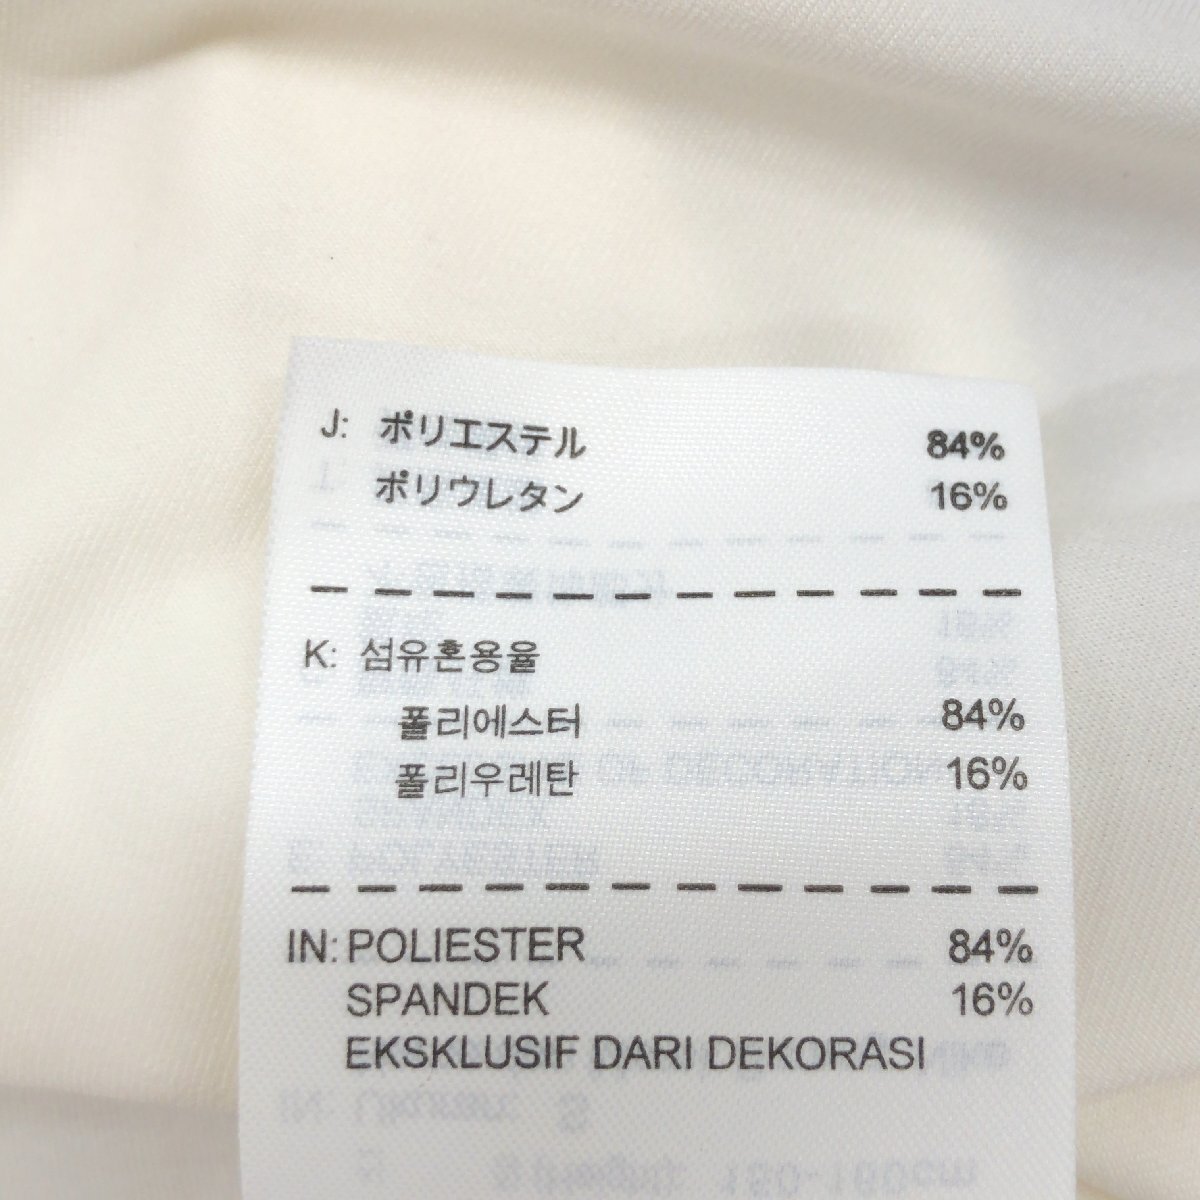 J: ポリエステル 84%
ポリウレタン 16%
K: 섬유혼용율
폴리에스터 84%
폴리우레탄 16%
IN: POLIESTER 84%
SPANDEK 16%
EKSKLUSIF DARI DEKORASI